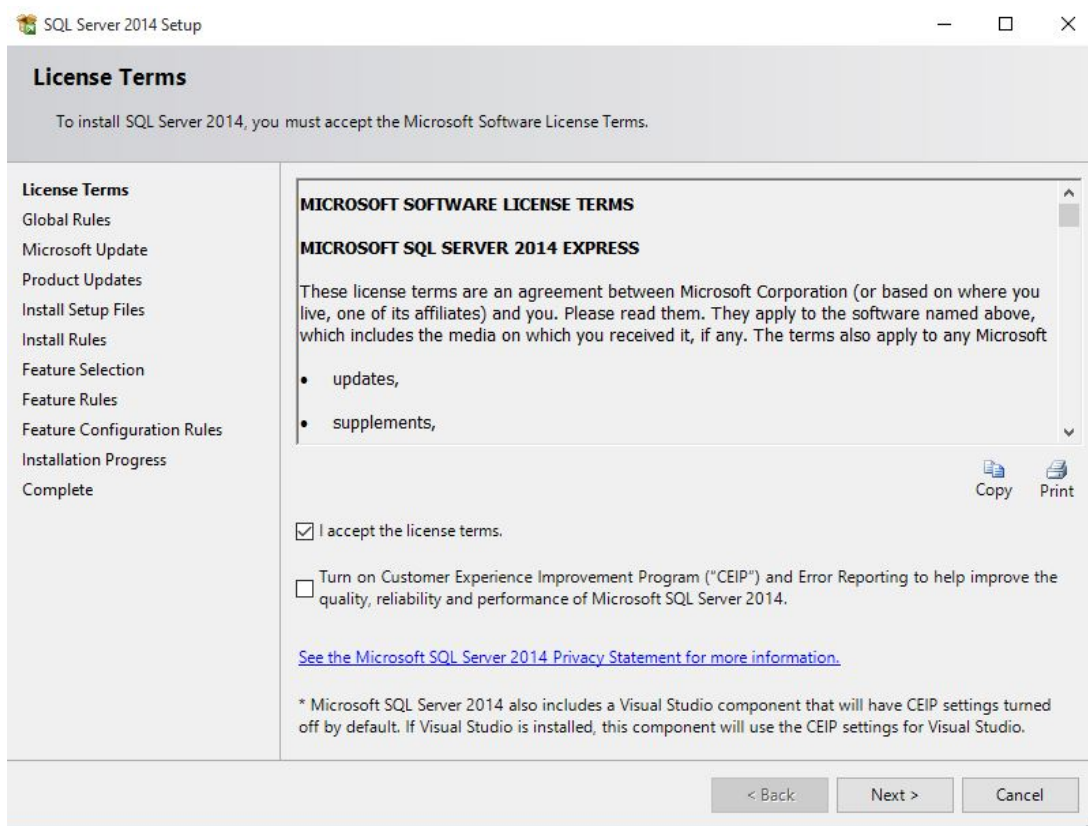 SQL Server 2014 Setup
License Terms
To install SQL Server 2014, you must accept the Microsoft Software License Terms.
License Terms
Global Rules
Microsoft Update
Product Updates
Install Setup Files
Install Rules
Feature Selection
Feature Rules
Feature Configuration Rules
Installation Progress
Complete
MICROSOFT SOFTWARE LICENSE TERMS
MICROSOFT SQL SERVER 2014 EXPRESS
These license terms are an agreement between Microsoft Corporation (or based on where you
live, one of its affiliates) and you. Please read them. They apply to the software named above,
which includes the media on which you received it, if any. The terms also apply to any Microsoft
• updates,
• supplements,
Copy Print
I accept the license terms.
Turn on Customer Experience Improvement Program ("CEIP") and Error Reporting to help improve the
quality, reliability and performance of Microsoft SQL Server 2014.
See the Microsoft SQL Server 2014 Privacy Statement for more information.
* Microsoft SQL Server 2014 also includes a Visual Studio component that will have CEIP settings turned
off by default. If Visual Studio is installed, this component will use the CEIP settings for Visual Studio.
< Back Next > Cancel